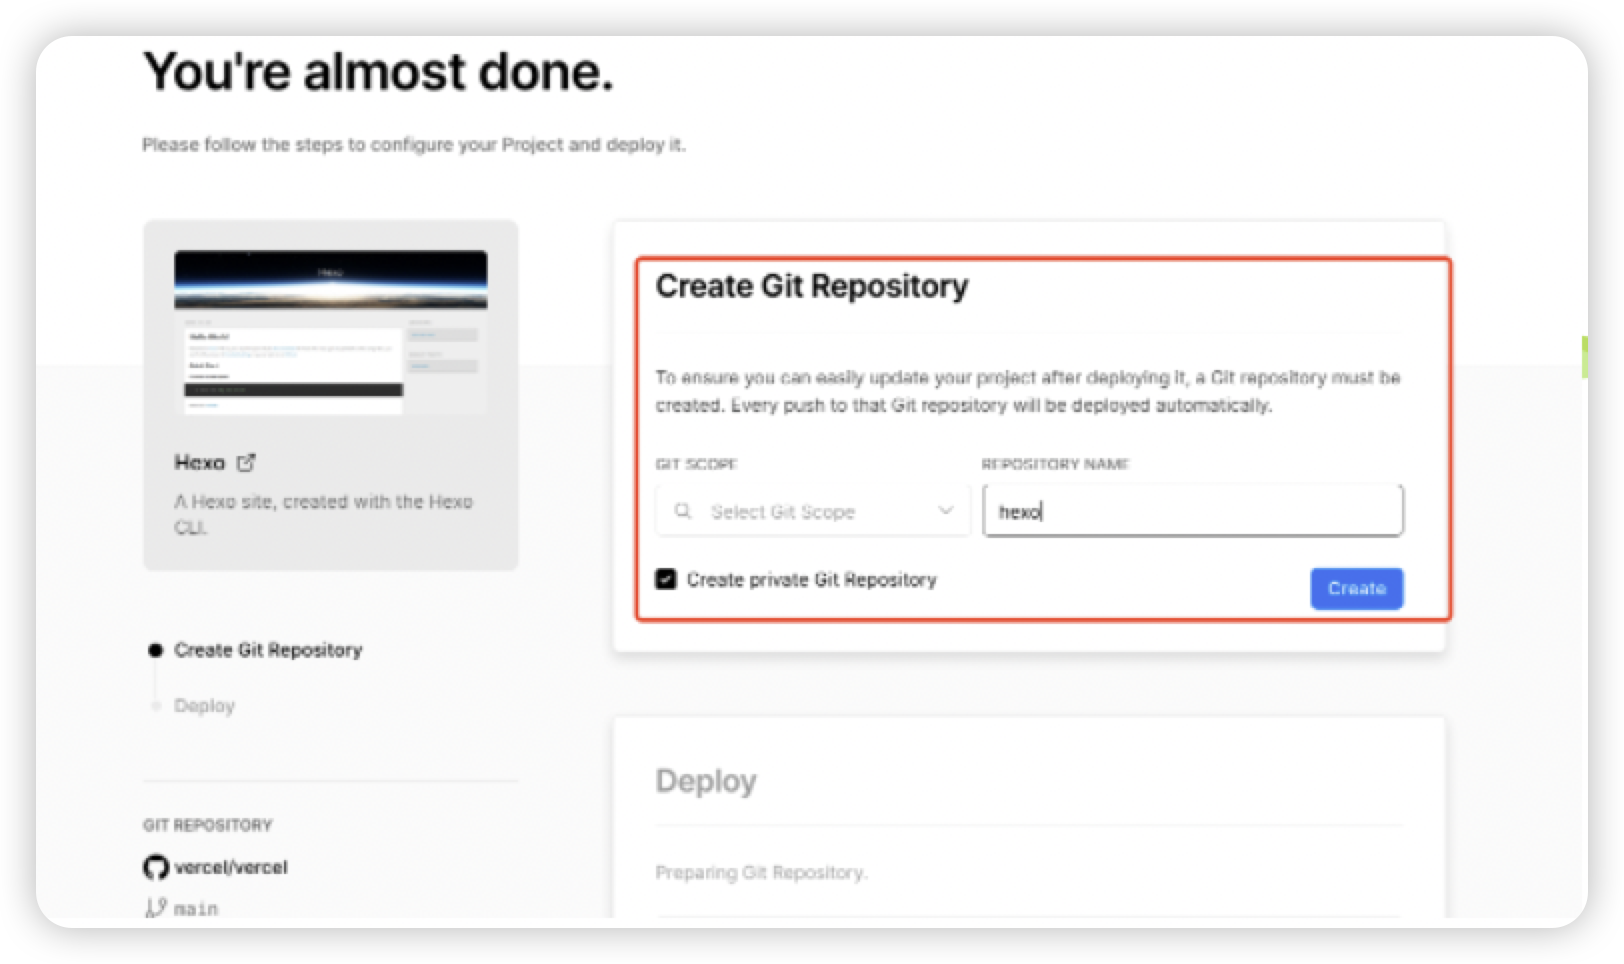 You're almost done.
Please follow the steps to configure your Project and deploy it.
Hexo
Hexo
A Hexo site, created with the Hexo
CLI.
Create Git Repository
Deploy
GIT REPOSITORY
vercel/vercel
main
Create Git Repository
To ensure you can easily update your project after deploying it, a Git repository must be
created. Every push to that Git repository will be deployed automatically.
GIT SCOPE
REPOSITORY NAME
Select Git Scope
hexo
Create private Git Repository
Create
Deploy
Preparing Git Repository.